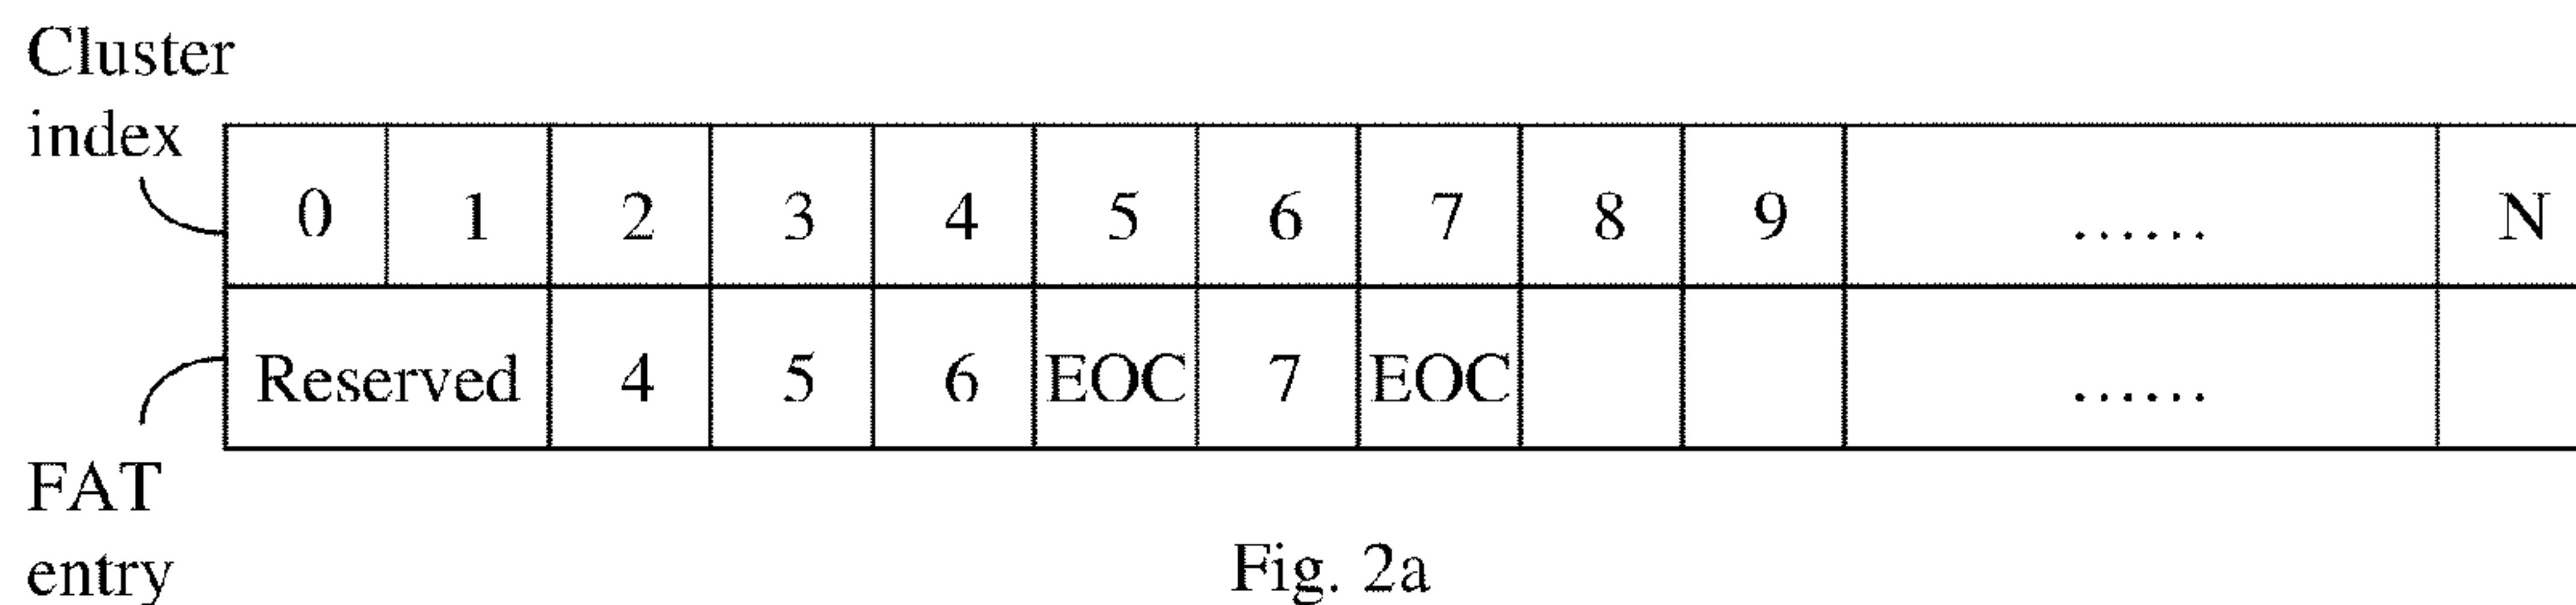 Cluster
index
0 1 2 3 4 5 6 7 8 9 ...... N
Reserved 4 5 6 EOC 7 EOC ......
FAT
entry
Fig. 2a